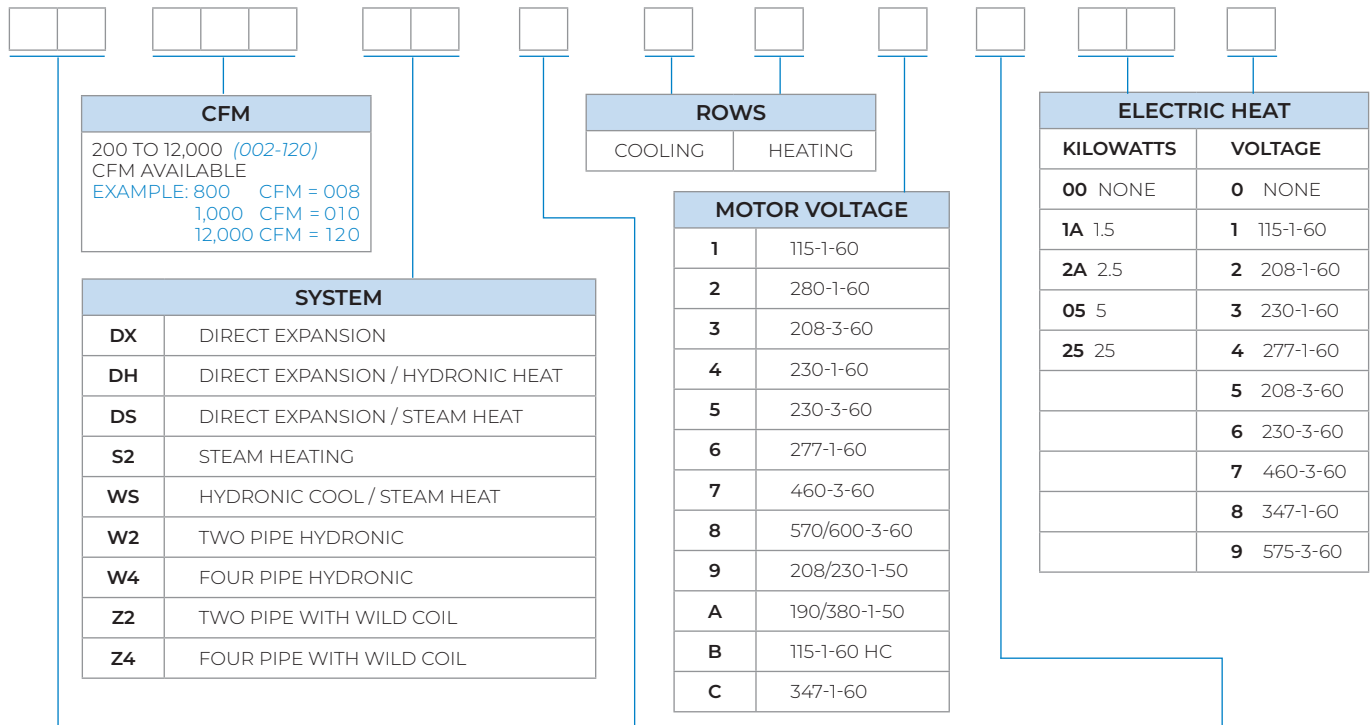 CFM
200 TO 12,000 (002-120)
CFM AVAILABLE
EXAMPLE: 800 CFM = 008
1,000 CFM = 010
12,000 CFM = 120
SYSTEM
DX DIRECT EXPANSION
DH DIRECT EXPANSION / HYDRONIC HEAT
DS DIRECT EXPANSION / STEAM HEAT
S2 STEAM HEATING
WS HYDRONIC COOL / STEAM HEAT
W2 TWO PIPE HYDRONIC
W4 FOUR PIPE HYDRONIC
Z2 TWO PIPE WITH WILD COIL
Z4 FOUR PIPE WITH WILD COIL
ROWS
COOLING HEATING
MOTOR VOLTAGE
1 115-1-60
2 280-1-60
3 208-3-60
4 230-1-60
5 230-3-60
6 277-1-60
7 460-3-60
8 570/600-3-60
9 208/230-1-50
A 190/380-1-50
B 115-1-60 HC
C 347-1-60
ELECTRIC HEAT
KILOWATTS VOLTAGE
00 NONE 0 NONE
1A 1.5 1 115-1-60
2A 2.5 2 208-1-60
05 5 3 230-1-60
25 25 4 277-1-60
5 208-3-60
6 230-3-60
7 460-3-60
8 347-1-60
9 575-3-60